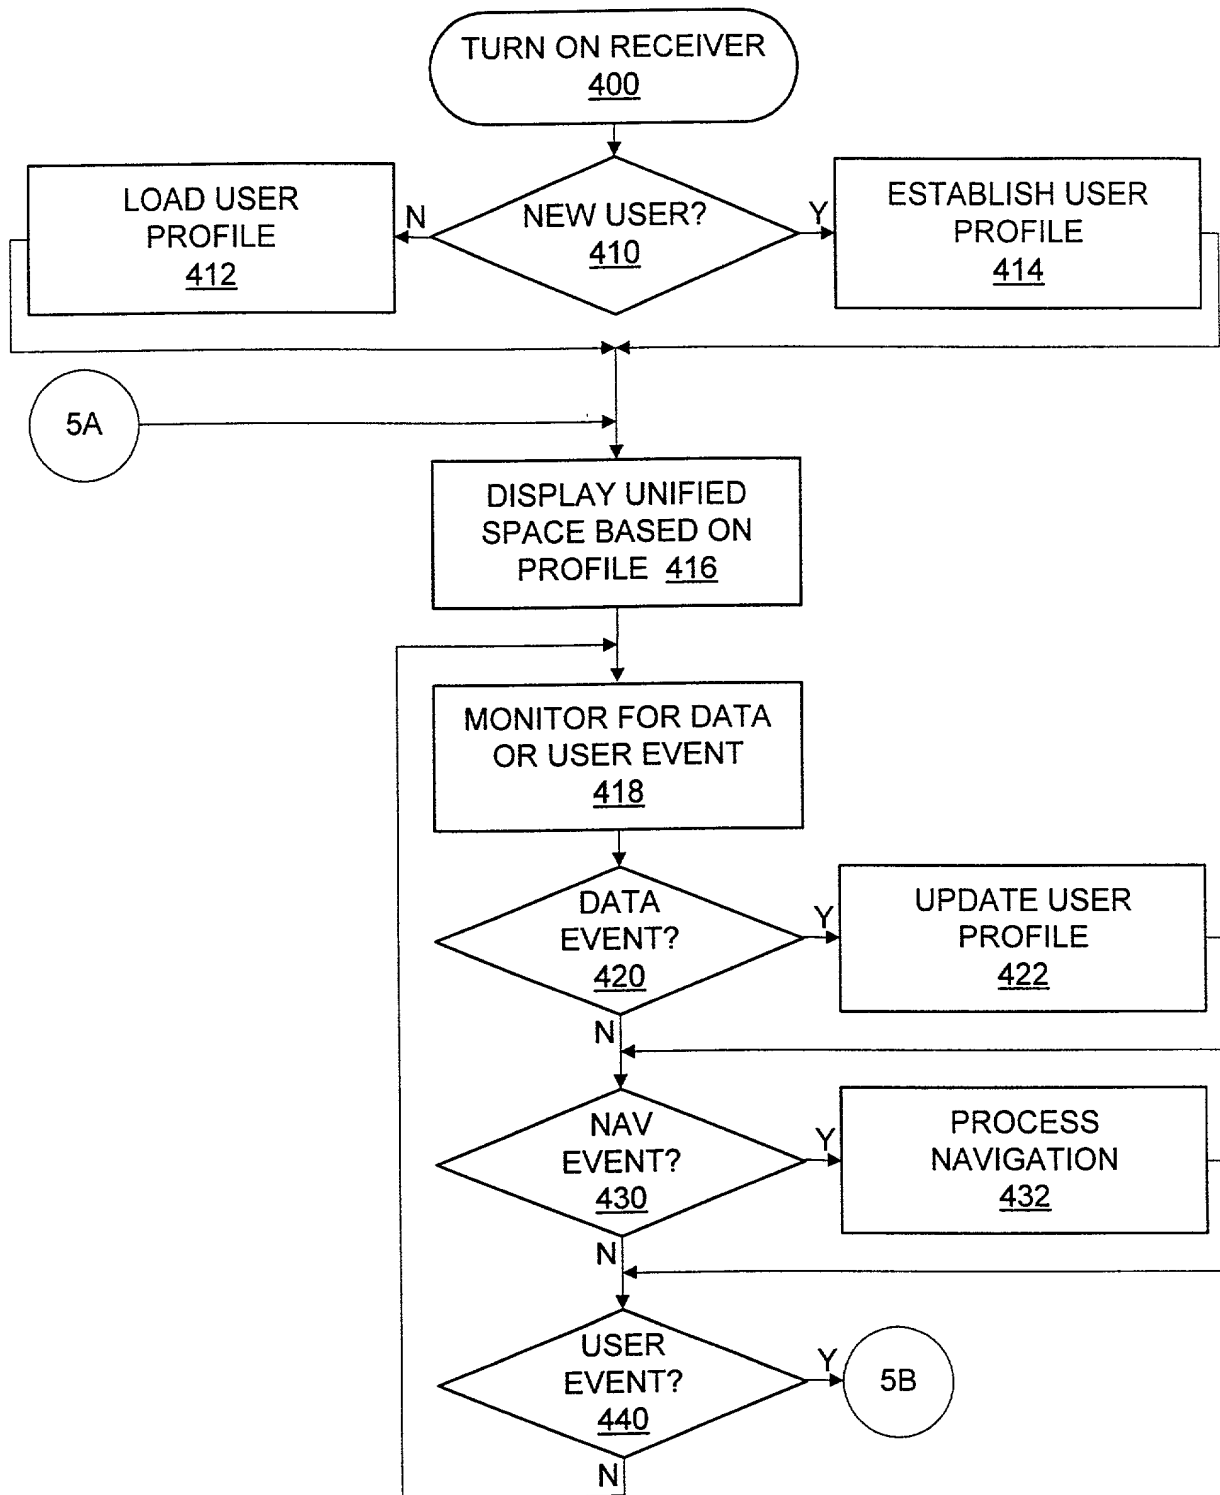 TURN ON RECEIVER
400
LOAD USER
PROFILE
412
N
NEW USER?
410
Y
ESTABLISH USER
PROFILE
414
5A
DISPLAY UNIFIED
SPACE BASED ON
PROFILE 416
MONITOR FOR DATA
OR USER EVENT
418
DATA
EVENT?
420
Y
UPDATE USER
PROFILE
422
N
NAV
EVENT?
430
Y
PROCESS
NAVIGATION
432
N
USER
EVENT?
440
Y
5B
N